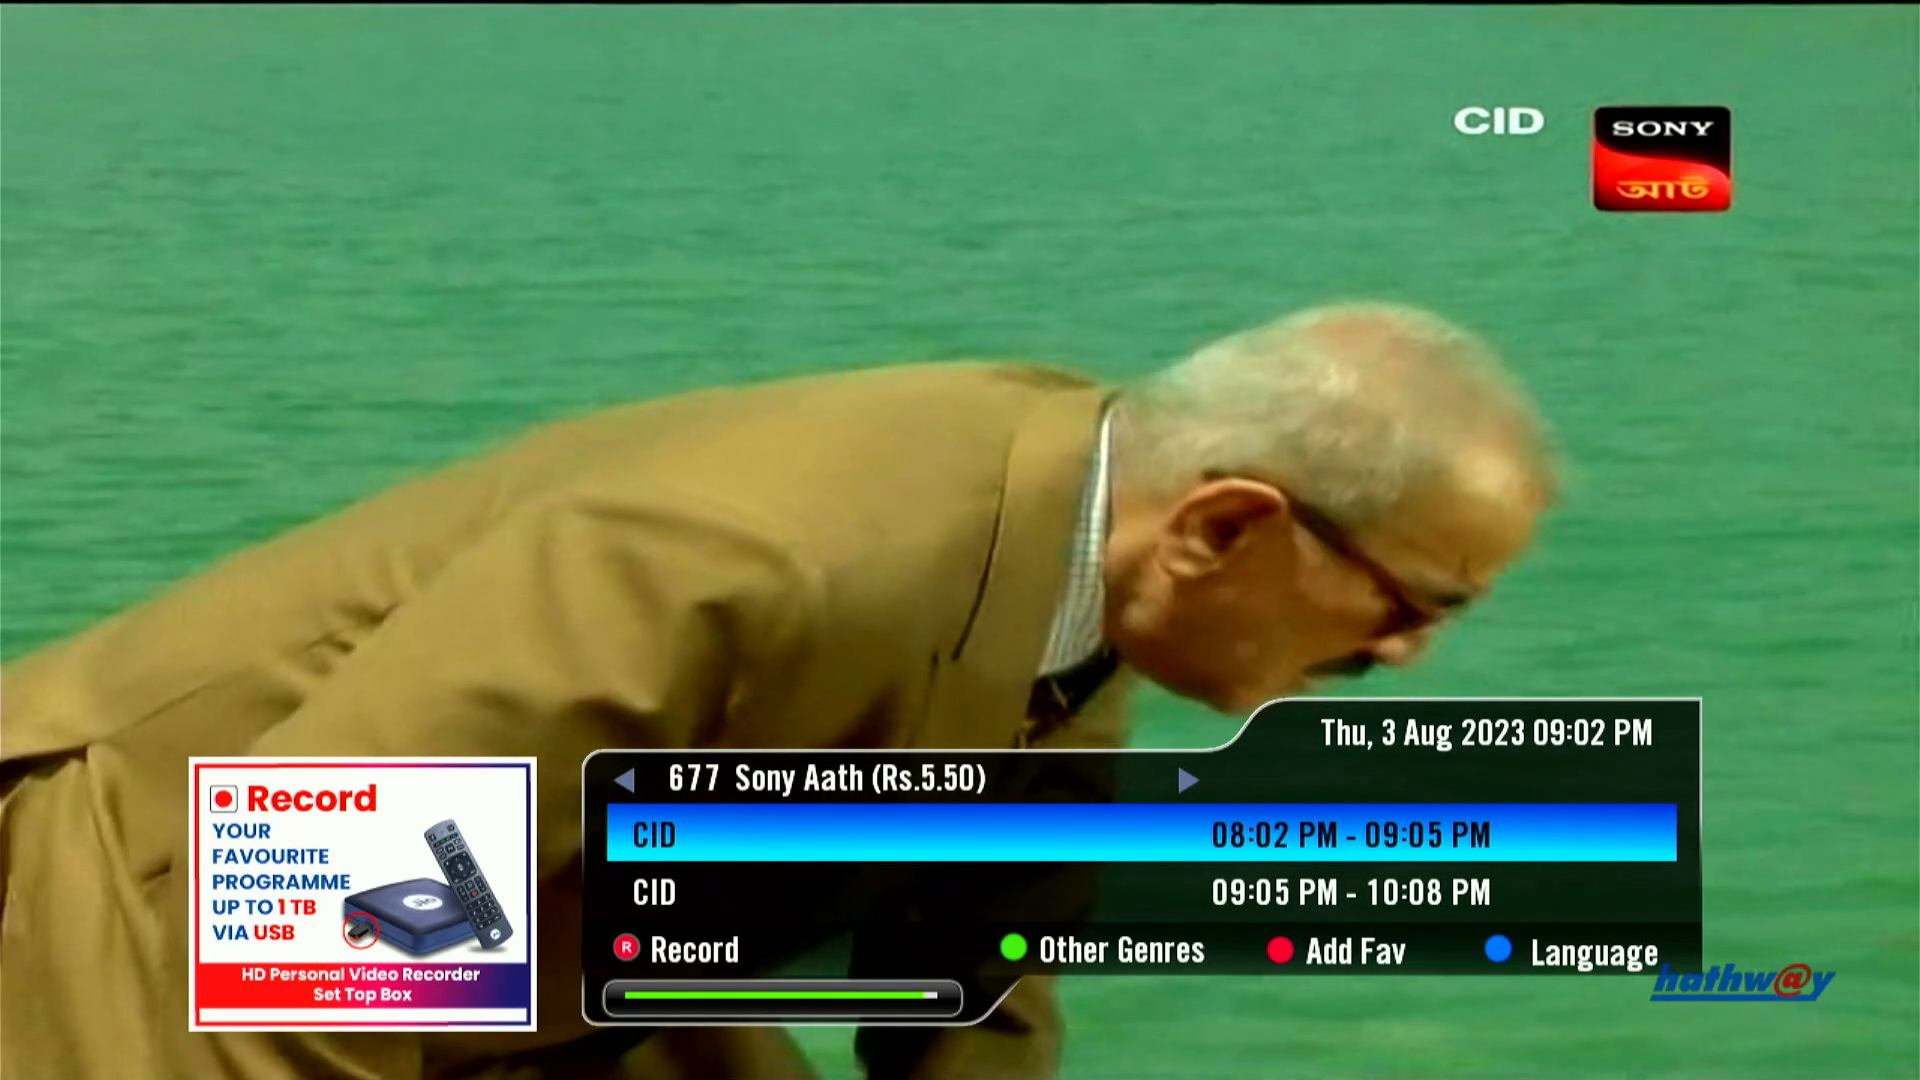 CID
SONY
আট
Thu, 3 Aug 2023 09:02 PM
677 Sony Aath (Rs.5.50)
CID 08:02 PM - 09:05 PM
CID 09:05 PM - 10:08 PM
R Record Other Genres Add Fav Language
hathw@y
Record
YOUR
FAVOURITE
PROGRAMME
UP TO 1 TB
VIA USB
Jio
HD Personal Video Recorder
Set Top Box